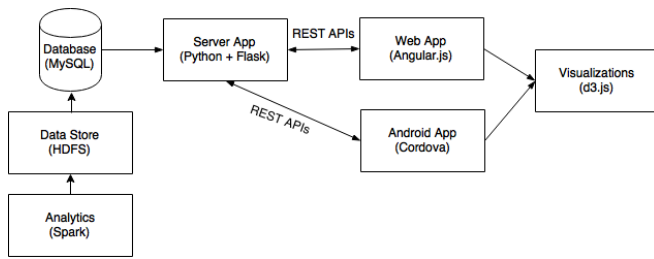 Database
(MySQL)
Server App
(Python + Flask)
REST APIs
Web App
(Angular.js)
Visualizations
(d3.js)
REST APIs
Data Store
(HDFS)
Android App
(Cordova)
Analytics
(Spark)